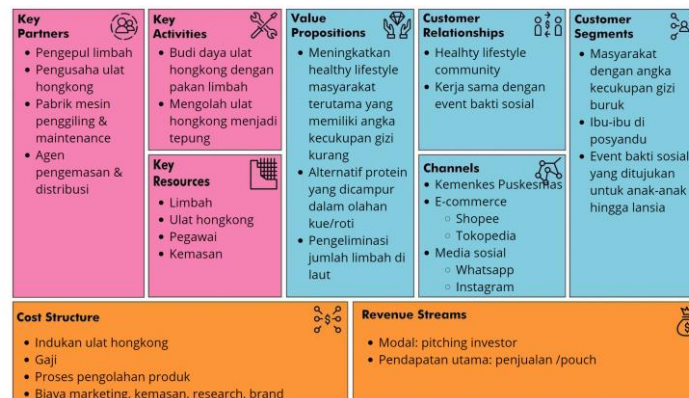 Key
Partners
• Pengepul limbah
• Pengusaha ulat
hongkong
• Pabrik mesin
penggiling &
maintenance
• Agen
pengemasan &
distribusi
Key
Activities
• Budi daya ulat
hongkong dengan
pakan limbah
• Mengolah ulat
hongkong menjadi
tepung
Key
Resources
• Limbah
• Ulat hongkong
• Pegawai
• Kemasan
Value
Propositions
• Meningkatkan
healthy lifestyle
masyarakat
terutama yang
memiliki angka
kecukupan gizi
kurang
• Alternatif protein
yang dicampur
dalam olahan
kue/roti
• Pengeliminasi
jumlah limbah di
laut
Customer
Relationships
• Healhty lifestyle
community
• Kerja sama dengan
event bakti sosial
Channels
• Kemenkes Puskesmas
• E-commerce
○ Shopee
○ Tokopedia
• Media sosial
○ Whatsapp
○ Instagram
Customer
Segments
• Masyarakat
dengan angka
kecukupan gizi
buruk
• Ibu-ibu di
posyandu
• Event bakti sosial
yang ditujukan
untuk anak-anak
hingga lansia
Cost Structure
• Indukan ulat hongkong
• Gaji
• Proses pengolahan produk
• Biaya marketing, kemasan, research, brand
Revenue Streams
• Modal: pitching investor
• Pendapatan utama: penjualan /pouch